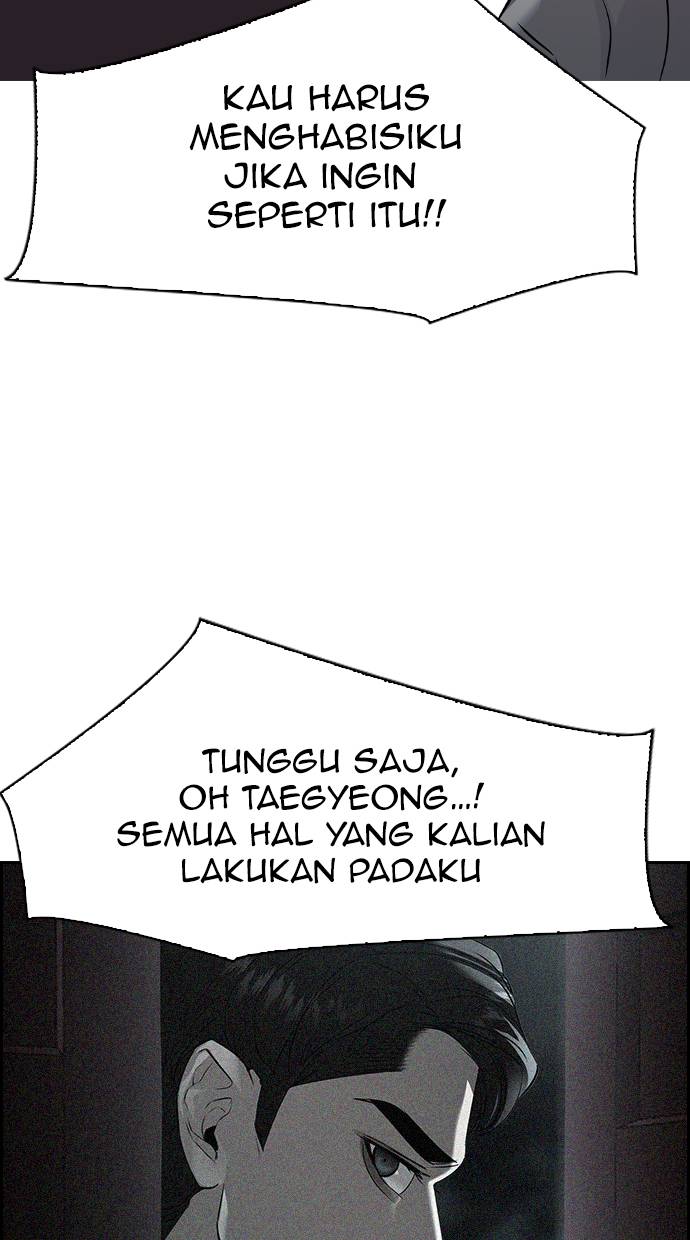 KAU HARUS
MENGHABISIKU
JIKA INGIN
SEPERTI ITU!!
TUNGGU SAJA,
OH TAEGYEONG...!
SEMUA HAL YANG KALIAN
LAKUKAN PADAKU